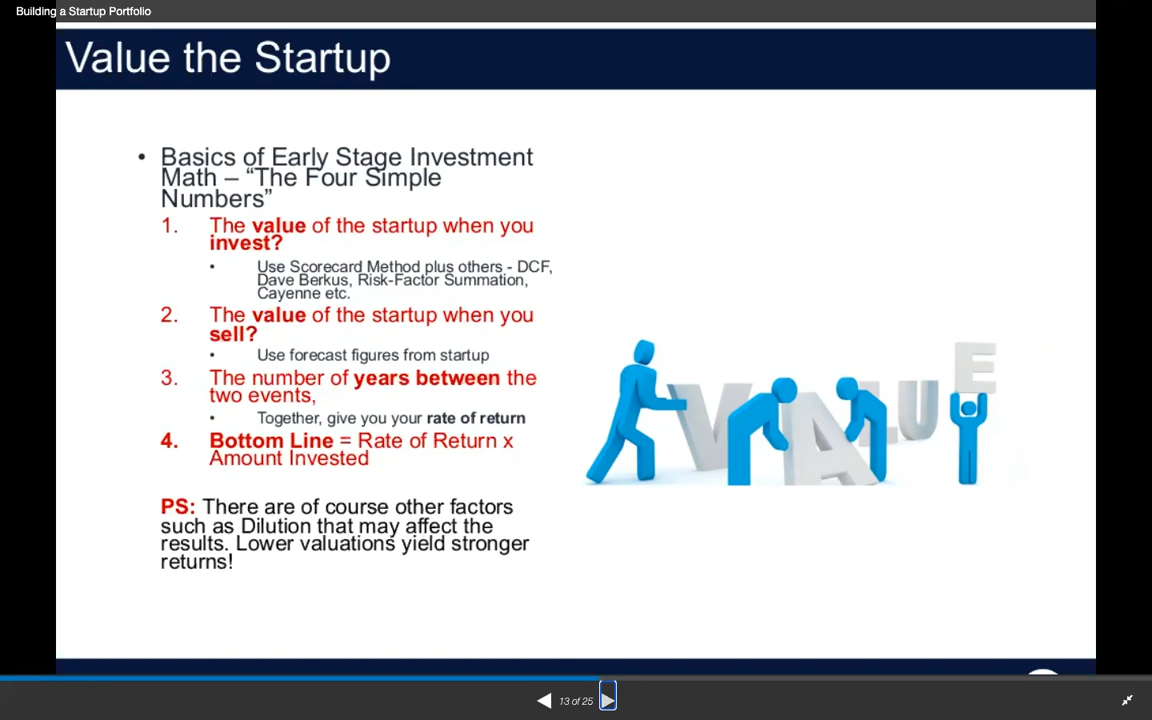 Building a Startup Portfolio
Value the Startup
• Basics of Early Stage Investment
Math – “The Four Simple
Numbers”
1. The value of the startup when you
invest?
• Use Scorecard Method plus others - DCF,
Dave Berkus, Risk-Factor Summation,
Cayenne etc.
2. The value of the startup when you
sell?
• Use forecast figures from startup
3. The number of years between the
two events,
• Together, give you your rate of return
4. Bottom Line = Rate of Return x
Amount Invested
PS: There are of course other factors
such as Dilution that may affect the
results. Lower valuations yield stronger
returns!
VALUE
13 of 25